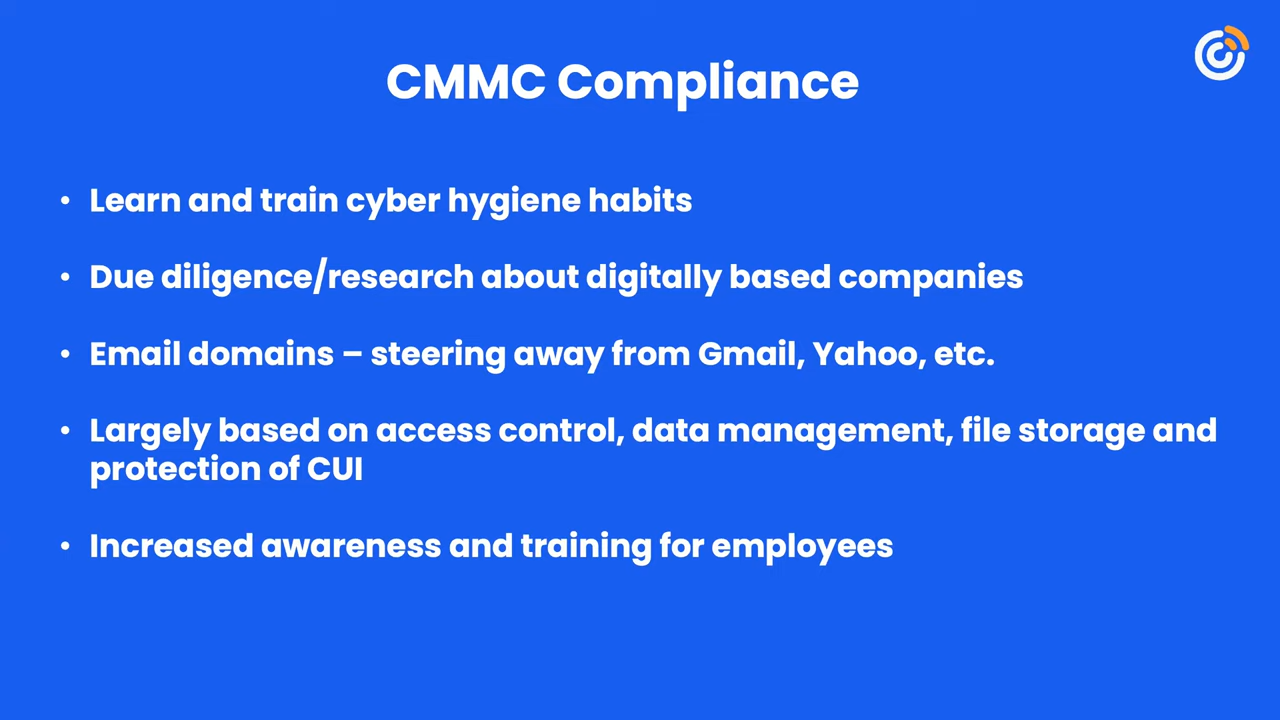 CMMC Compliance
• Learn and train cyber hygiene habits
• Due diligence/research about digitally based companies
• Email domains – steering away from Gmail, Yahoo, etc.
• Largely based on access control, data management, file storage and
protection of CUI
• Increased awareness and training for employees